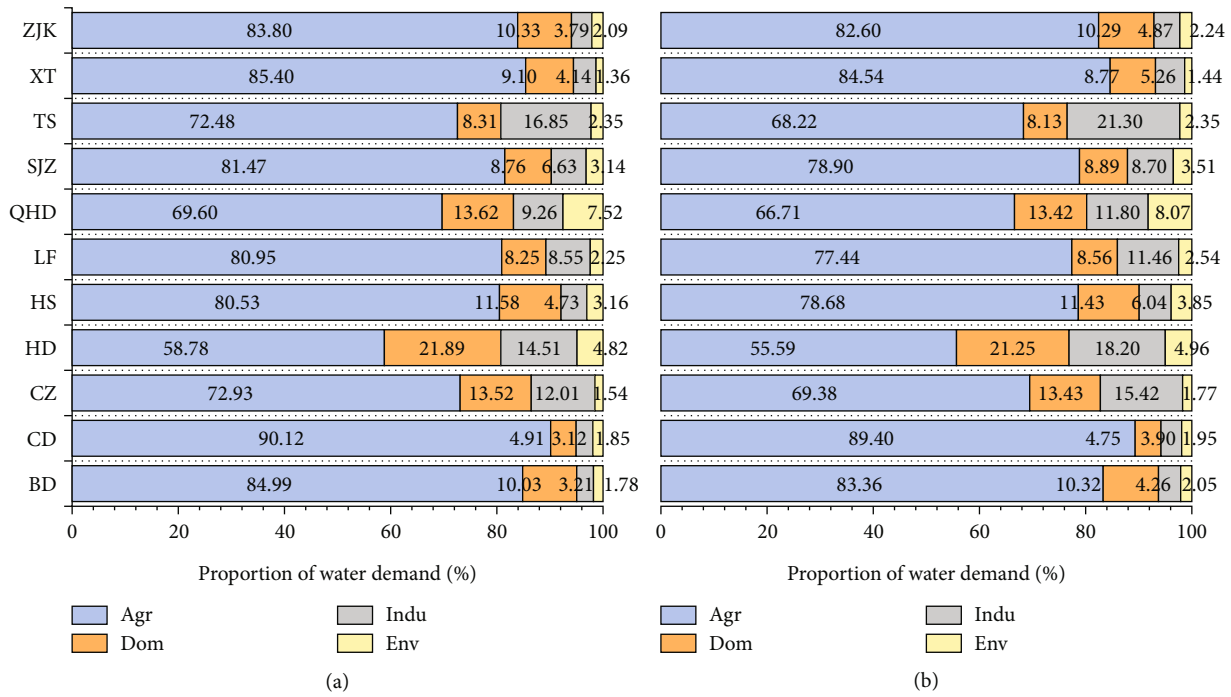 ZJK 83.80 10.33 3.79 2.09 82.60 10.29 4.87 2.24
XT 85.40 9.10 4.14 1.36 84.54 8.77 5.26 1.44
TS 72.48 8.31 16.85 2.35 68.22 8.13 21.30 2.35
SJZ 81.47 8.76 6.63 3.14 78.90 8.89 8.70 3.51
QHD 69.60 13.62 9.26 7.52 66.71 13.42 11.80 8.07
LF 80.95 8.25 8.55 2.25 77.44 8.56 11.46 2.54
HS 80.53 11.58 4.73 3.16 78.68 11.43 6.04 3.85
HD 58.78 21.89 14.51 4.82 55.59 21.25 18.20 4.96
CZ 72.93 13.52 12.01 1.54 69.38 13.43 15.42 1.77
CD 90.12 4.91 3.12 1.85 89.40 4.75 3.90 1.95
BD 84.99 10.03 3.21 1.78 83.36 10.32 4.26 2.05
0 20 40 60 80 100 0 20 40 60 80 100
Proportion of water demand (%) Proportion of water demand (%)
Agr Indu Agr Indu
Dom Env Dom Env
(a) (b)